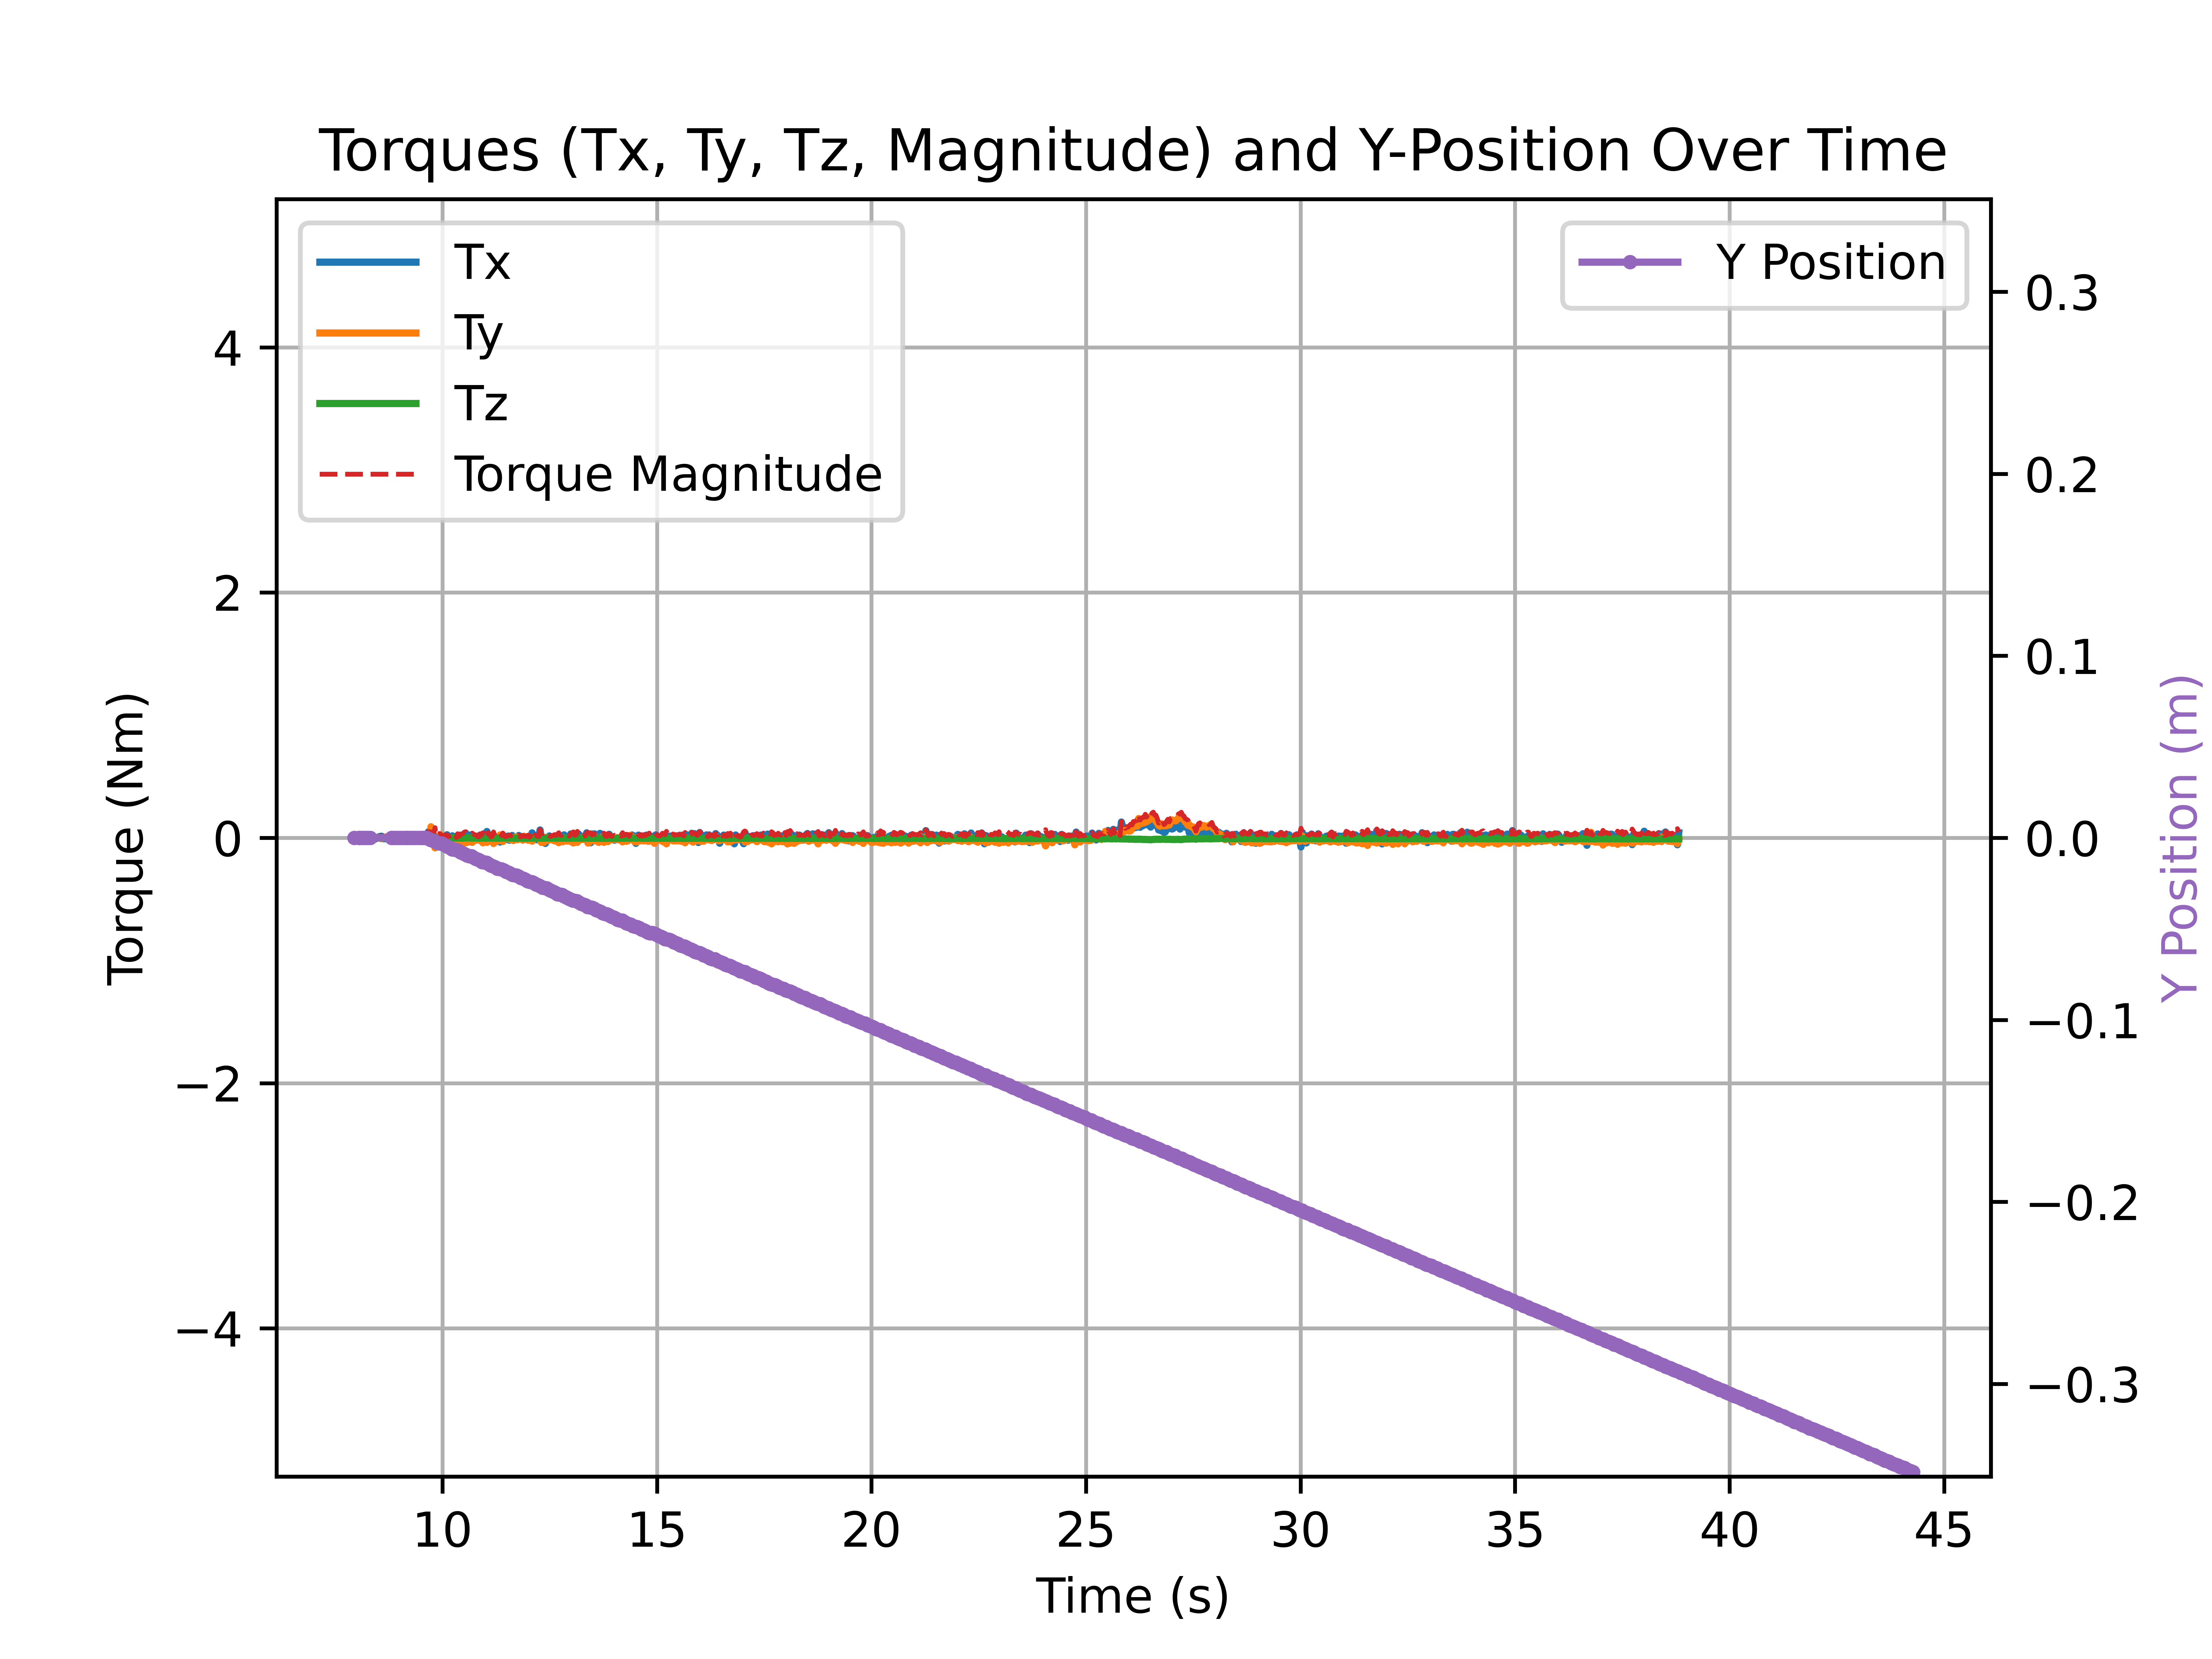 Torques (Tx, Ty, Tz, Magnitude) and Y-Position Over Time
Tx
Ty
Tz
Torque Magnitude
Y Position
4
2
0
−2
−4
Torque (Nm)
0.3
0.2
0.1
0.0
−0.1
−0.2
−0.3
Y Position (m)
10 15 20 25 30 35 40 45
Time (s)